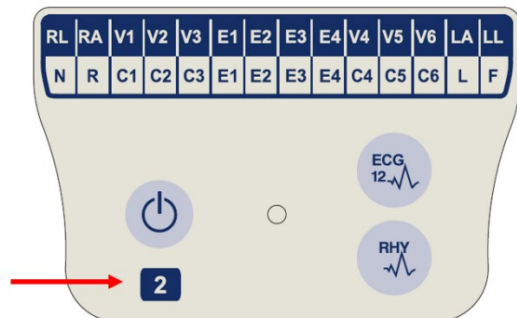 RL RA V1 V2 V3 E1 E2 E3 E4 V4 V5 V6 LA LL
N R C1 C2 C3 E1 E2 E3 E4 C4 C5 C6 L F
ECG
12
RHY
2